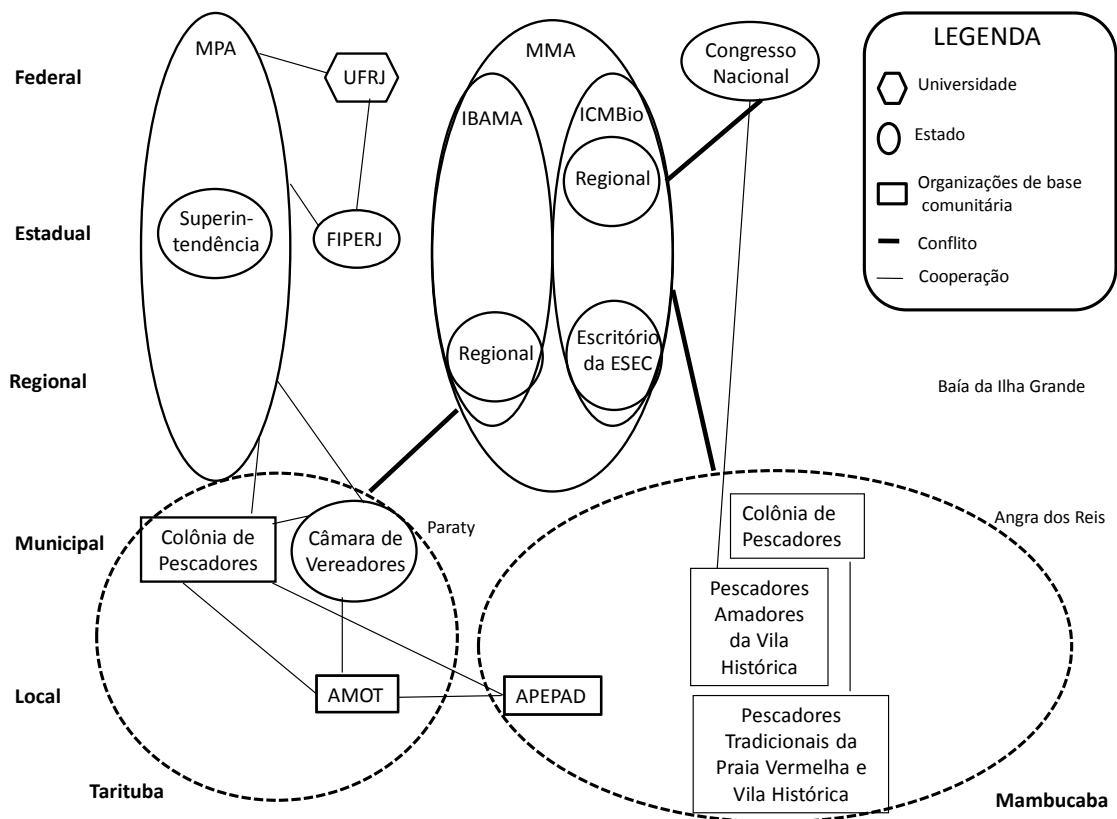 Federal
Estadual
Regional
Municipal
Local
MPA
Superin-
tendência
UFRJ
FIPERJ
MMA
IBAMA
Regional
ICMBio
Regional
Escritório
da ESEC
Congresso
Nacional
LEGENDA
Universidade
Estado
Organizações de base
comunitária
Conflito
Cooperação
Baía da Ilha Grande
Colônia de
Pescadores
Câmara de
Vereadores
Paraty
AMOT
APEPAD
Tarituba
Colônia de
Pescadores
Angra dos Reis
Pescadores
Amadores
da Vila
Histórica
Pescadores
Tradicionais da
Praia Vermelha e
Vila Histórica
Mambucaba